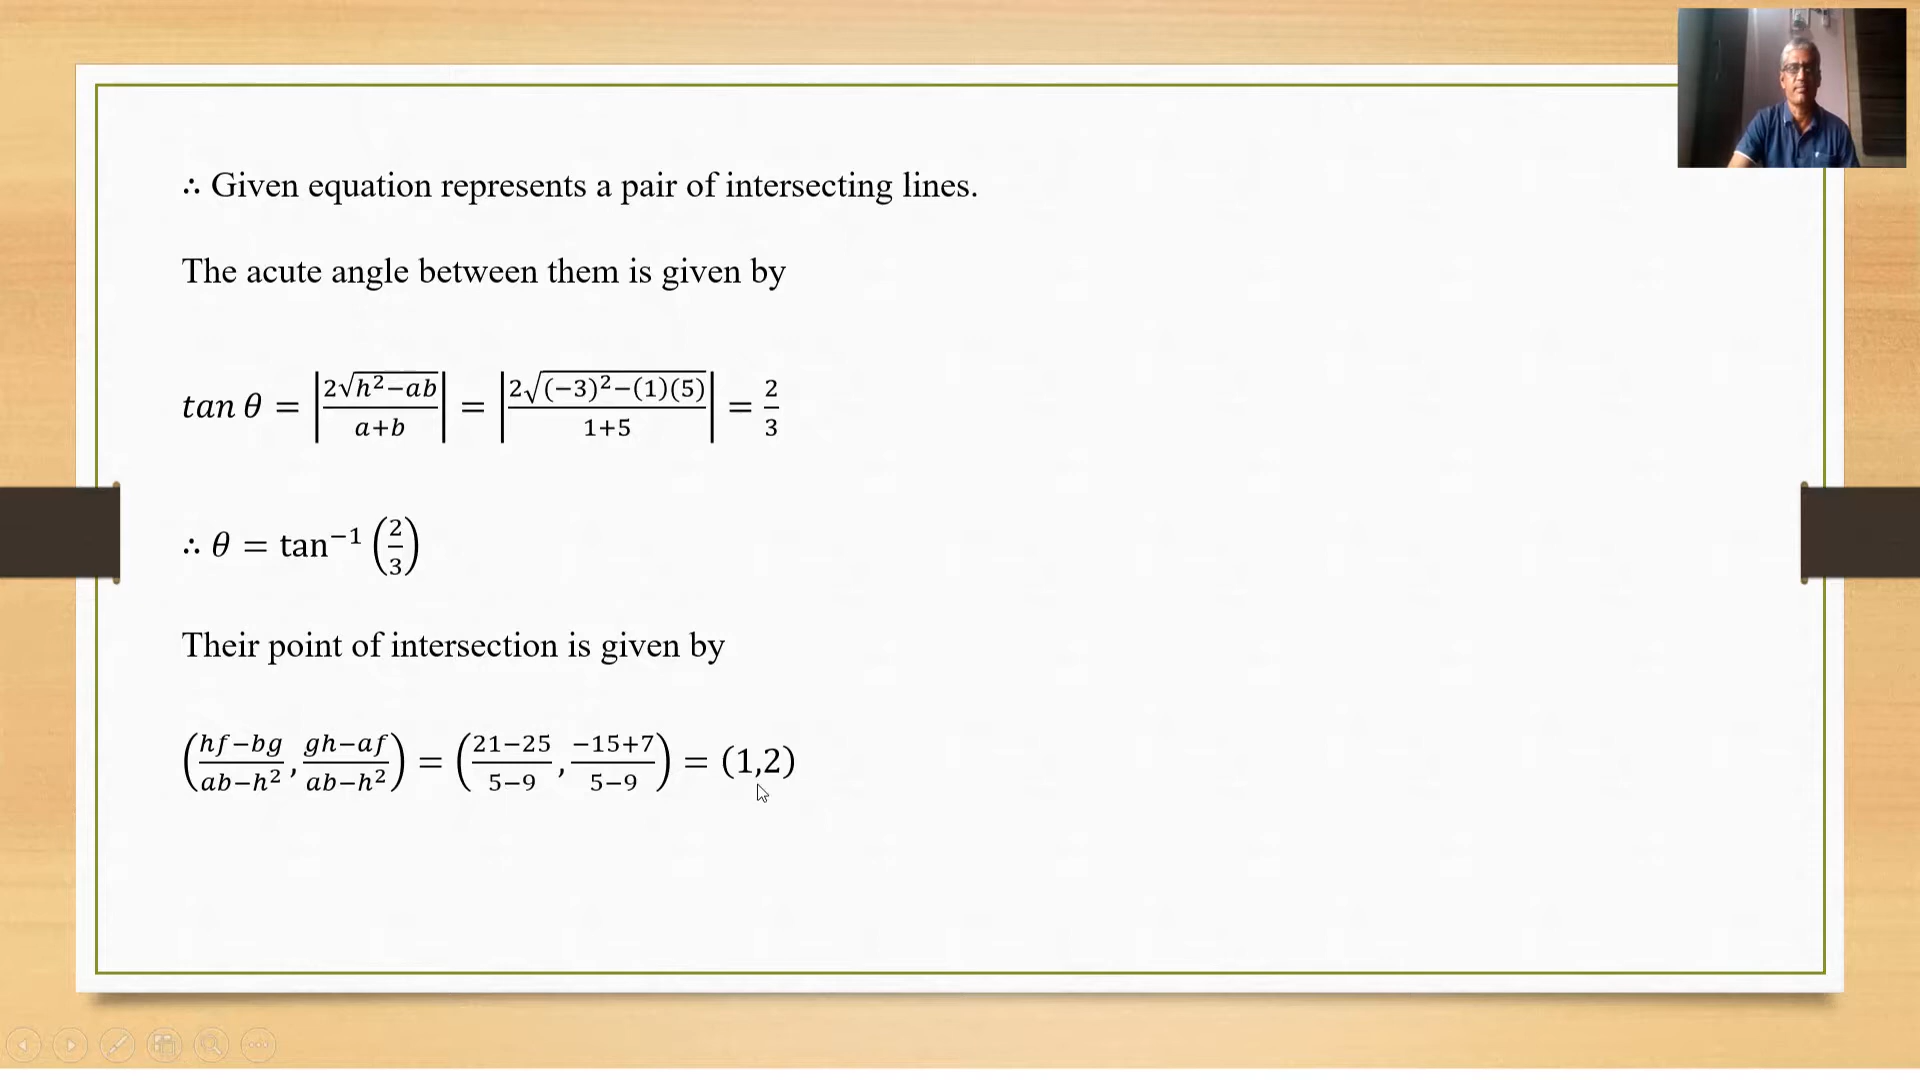 ∴ Given equation represents a pair of intersecting lines.
The acute angle between them is given by
tan θ = |2√(h²−ab)/(a+b)| = |2√((−3)²−(1)(5))/(1+5)| = 2/3
∴ θ = tan⁻¹ (2/3)
Their point of intersection is given by
((hf−bg)/(ab−h²), (gh−af)/(ab−h²)) = ((21−25)/(5−9), (−15+7)/(5−9)) = (1,2)